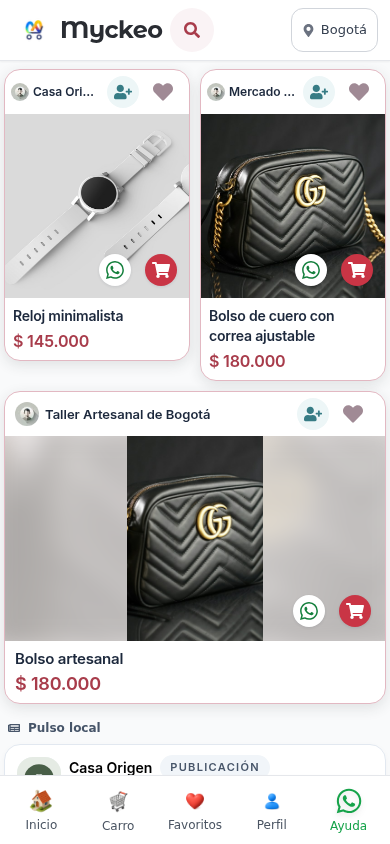 Myckeo
Bogotá
Casa Ori...
Mercado ...
Reloj minimalista
$ 145.000
Bolso de cuero con
correa ajustable
$ 180.000
Taller Artesanal de Bogotá
Bolso artesanal
$ 180.000
Pulso local
Casa Origen PUBLICACIÓN
Inicio
Carro
Favoritos
Perfil
Ayuda